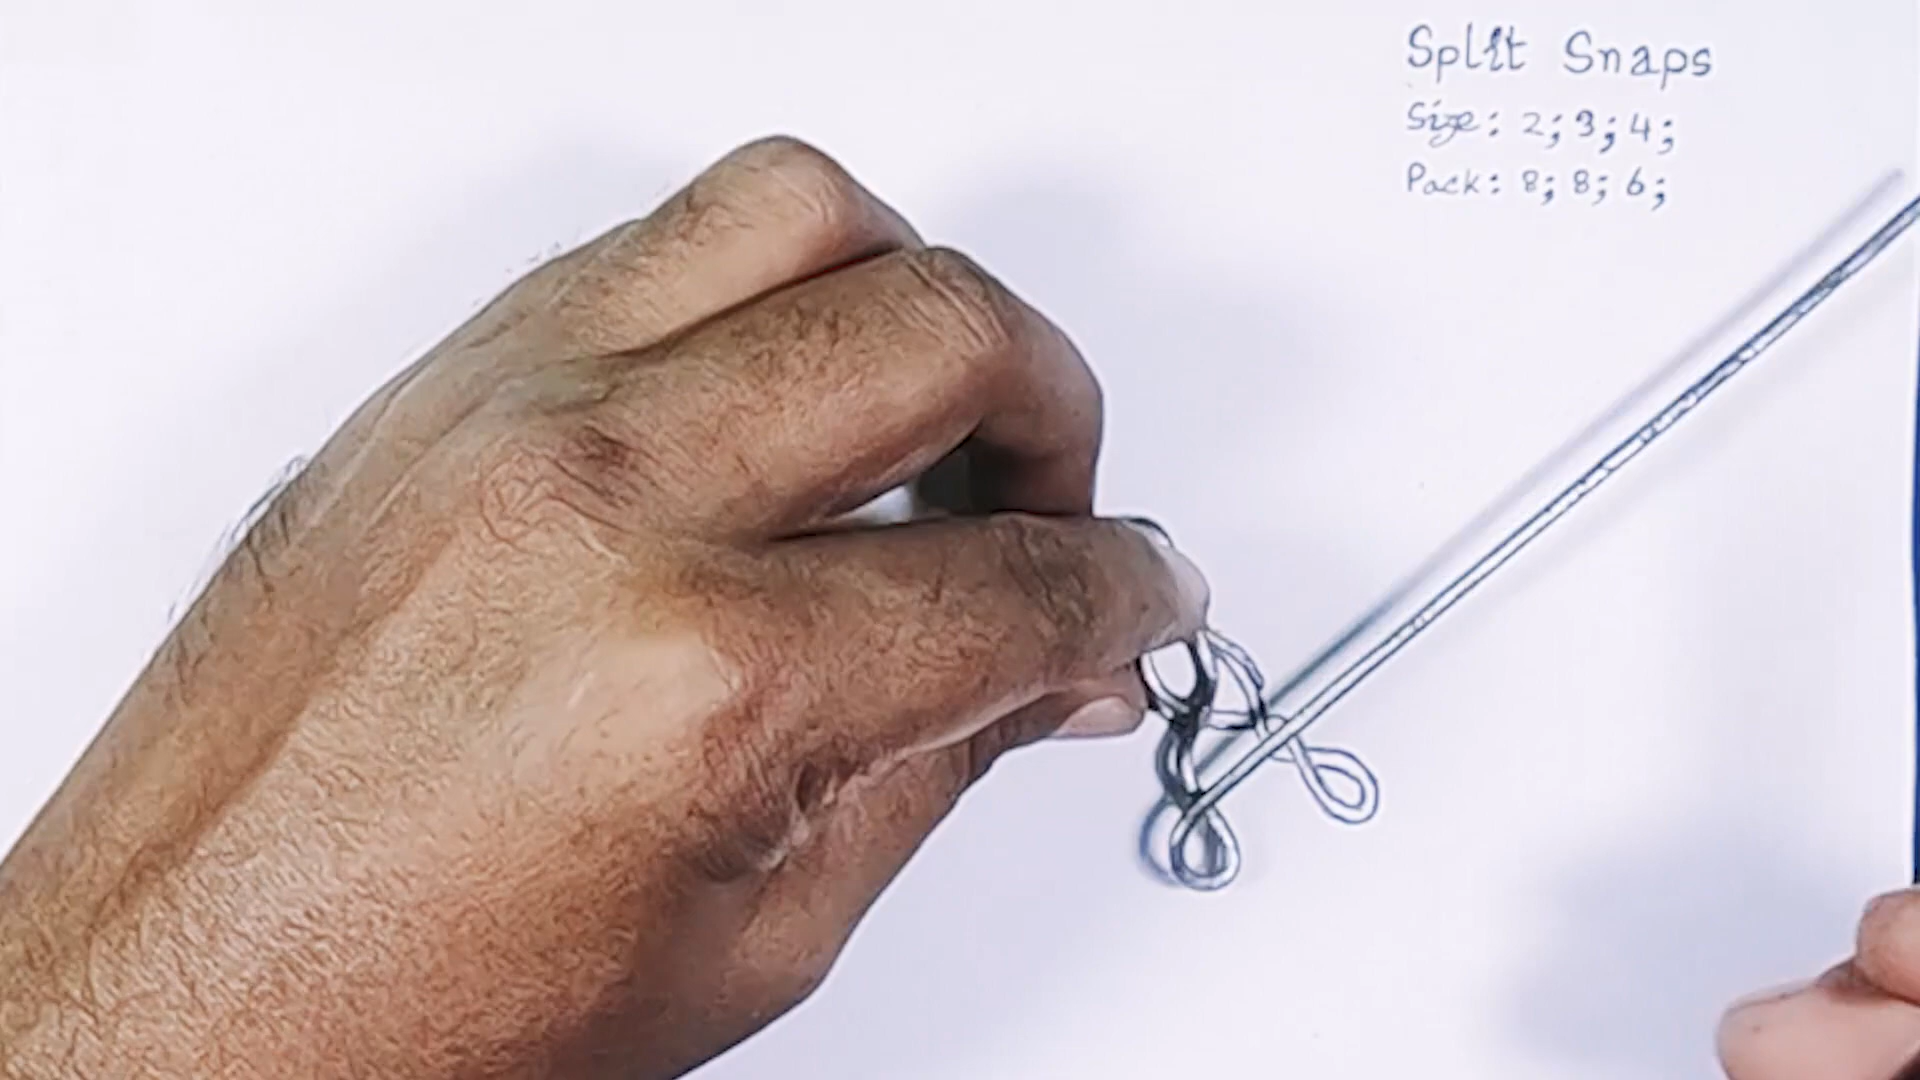 Split Snaps
Size: 2; 3; 4;
Pack: 8; 8; 6;